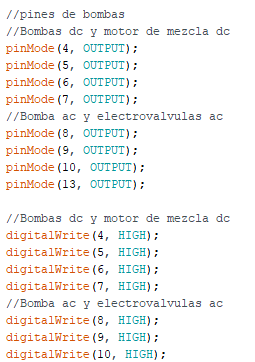 //pines de bombas
//Bombas dc y motor de mezcla dc
pinMode(4, OUTPUT);
pinMode(5, OUTPUT);
pinMode(6, OUTPUT);
pinMode(7, OUTPUT);
//Bomba ac y electrovalvulas ac
pinMode(8, OUTPUT);
pinMode(9, OUTPUT);
pinMode(10, OUTPUT);
pinMode(13, OUTPUT);

//Bombas dc y motor de mezcla dc
digitalWrite(4, HIGH);
digitalWrite(5, HIGH);
digitalWrite(6, HIGH);
digitalWrite(7, HIGH);
//Bomba ac y electrovalvulas ac
digitalWrite(8, HIGH);
digitalWrite(9, HIGH);
digitalWrite(10, HIGH);